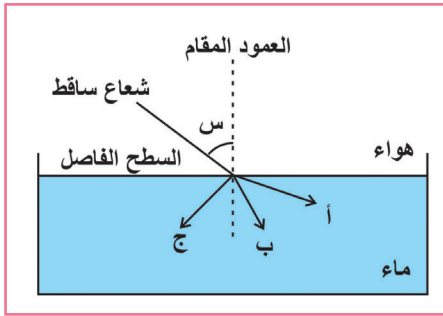 العمود المقام
شعاع ساقط
س
هواء
السطح الفاصل
أ
ب
ج
ماء